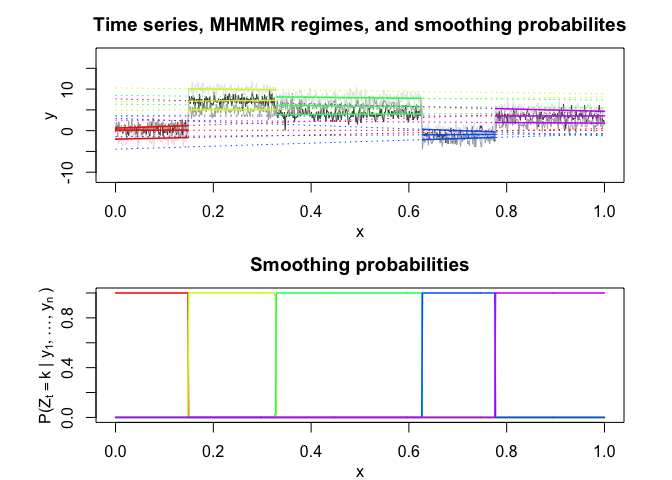 Time series, MHMMR regimes, and smoothing probabilites
y
10
0
-10
0.0 0.2 0.4 0.6 0.8 1.0
x
Smoothing probabilities
P(Zt = k | y1, …, yn )
0.8
0.4
0.0
0.0 0.2 0.4 0.6 0.8 1.0
x